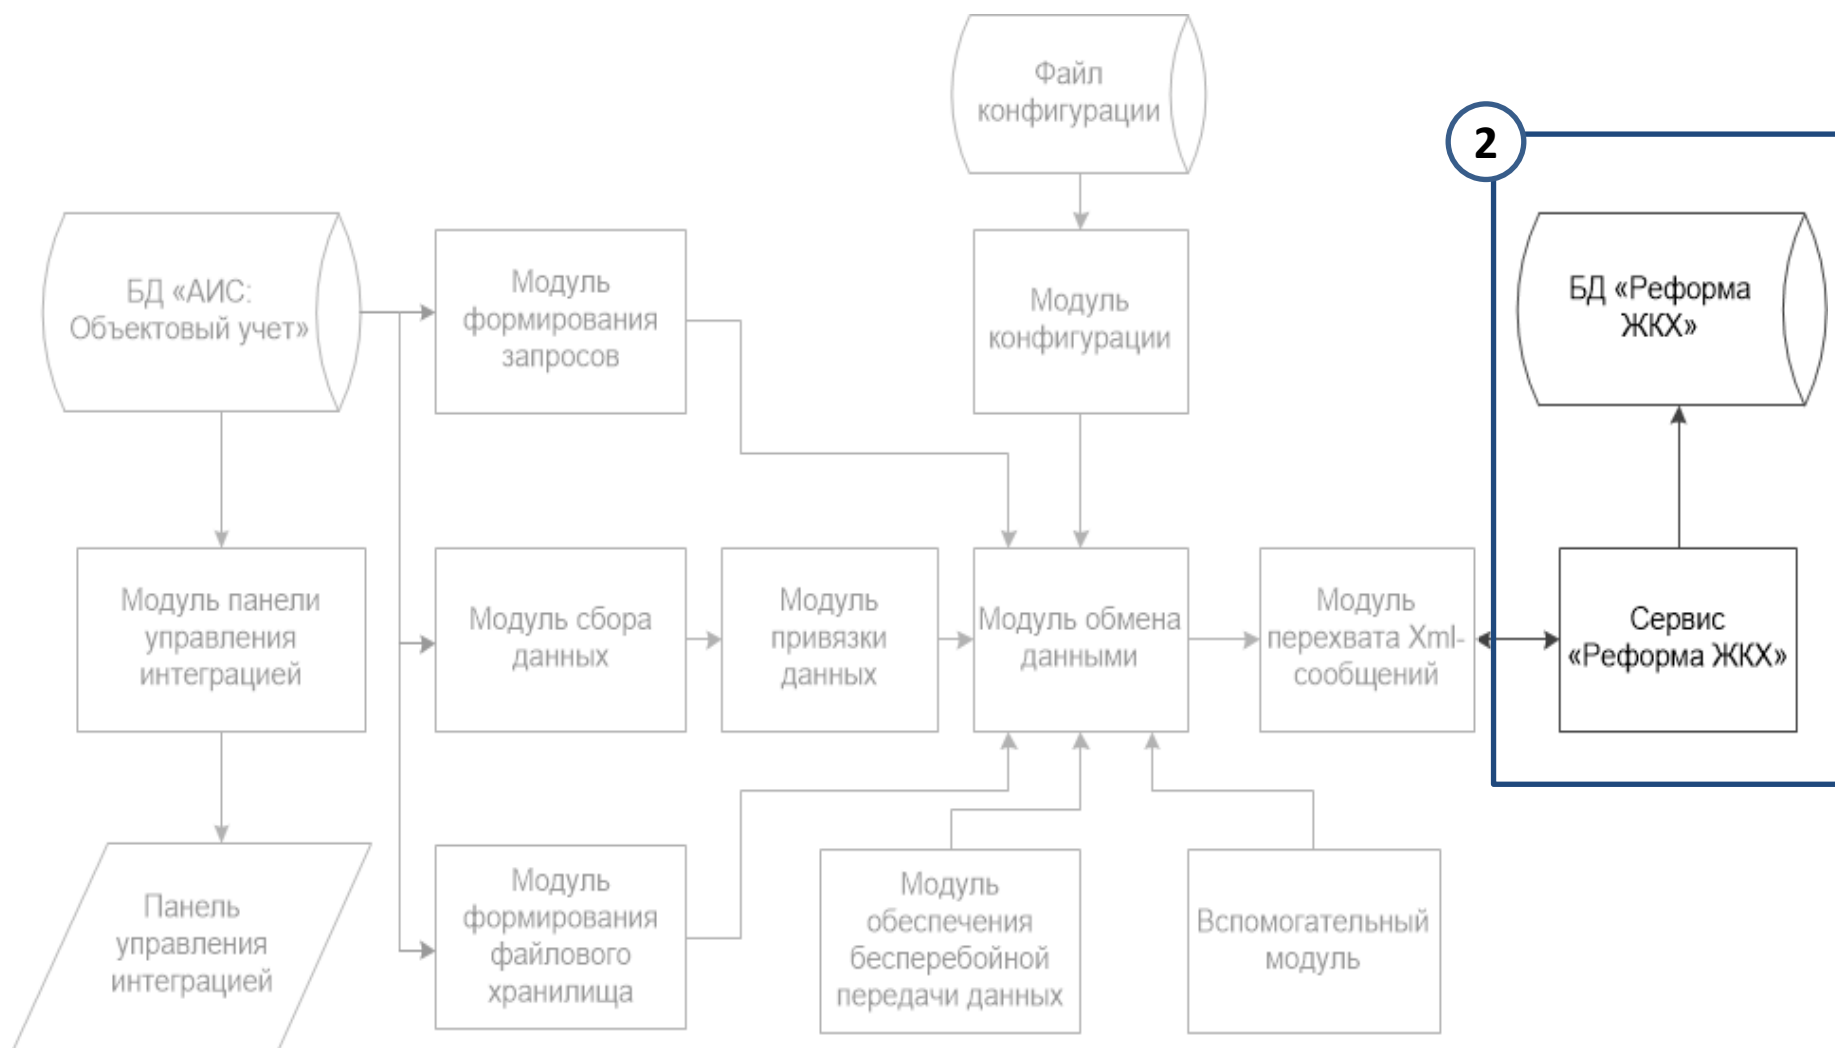 Файл
конфигурации
2
БД «АИС:
Объектовый учет»
Модуль
формирования
запросов
Модуль
конфигурации
БД «Реформа
ЖКХ»
Модуль панели
управления
интеграцией
Модуль сбора
данных
Модуль
привязки
данных
Модуль обмена
данными
Модуль
перехвата Xml-
сообщений
Сервис
«Реформа ЖКХ»
Панель
управления
интеграцией
Модуль
формирования
файлового
хранилища
Модуль
обеспечения
бесперебойной
передачи данных
Вспомогательный
модуль